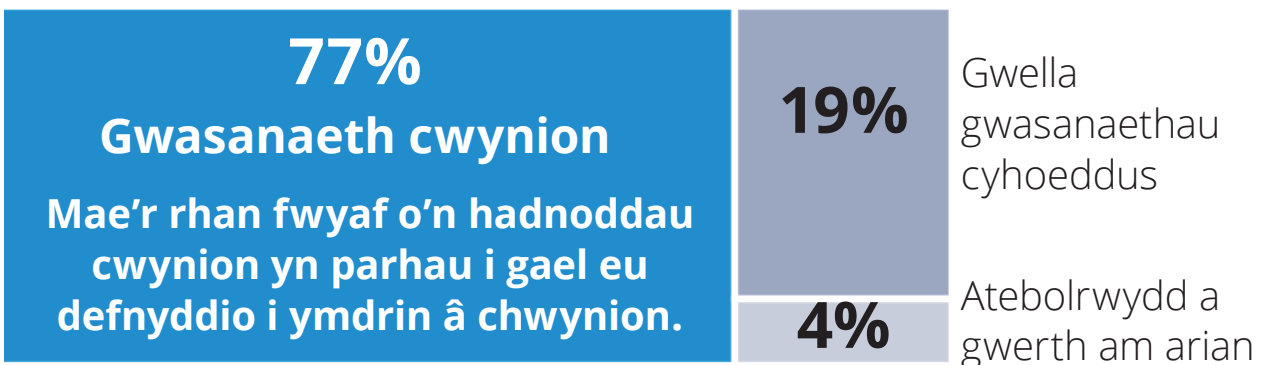 77%
Gwasanaeth cwynion
Mae’r rhan fwyaf o’n hadnoddau
cwynion yn parhau i gael eu
defnyddio i ymdrin â chwynion.
19%
Gwella
gwasanaethau
cyhoeddus
4%
Atebolrwydd a
gwerth am arian